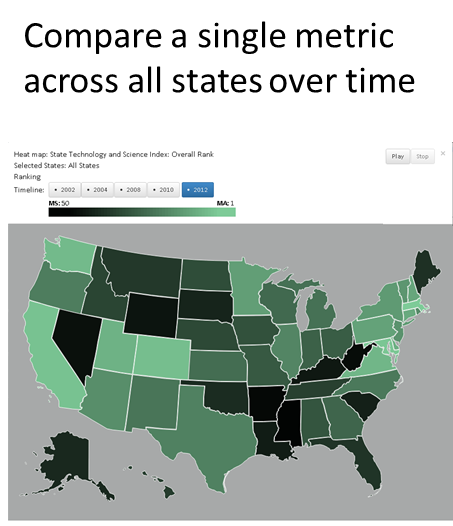 Compare a single metric
across all states over time
Heat map: State Technology and Science Index: Overall Rank
Selected States: All States
Ranking
Play
Stop
×
Timeline: • 2002 • 2004 • 2008 • 2010 • 2012
MS: 50 MA: 1